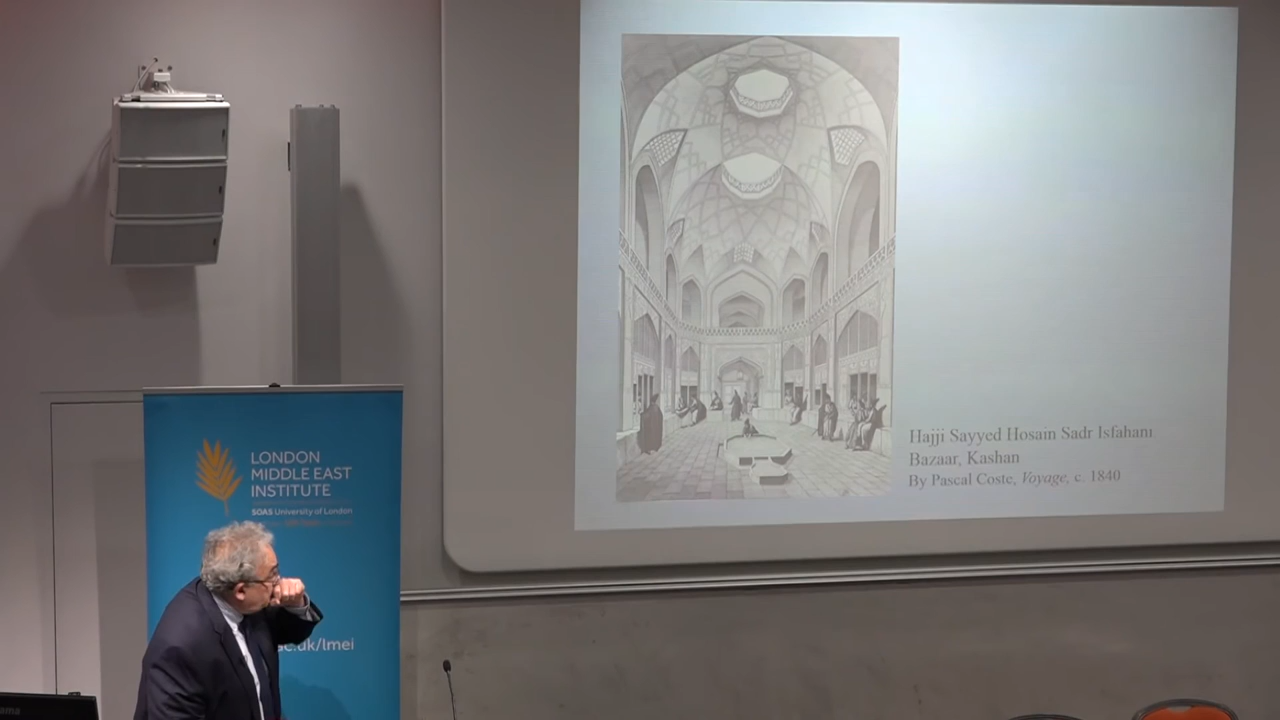 Hajji Sayyed Hosain Sadr Isfahani
Bazaar, Kashan
By Pascal Coste, Voyage, c. 1840
LONDON
MIDDLE EAST
INSTITUTE
SOAS University of London
ac.uk/lmei
ama